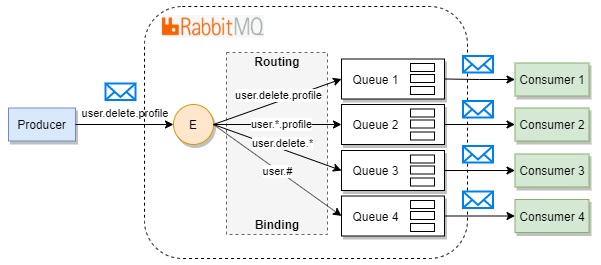 RabbitMQ
Routing
Queue 1
Consumer 1
user.delete.profile
user.delete.profile
Producer
E
user.*.profile
Queue 2
Consumer 2
user.delete.*
Queue 3
Consumer 3
user.#
Queue 4
Consumer 4
Binding